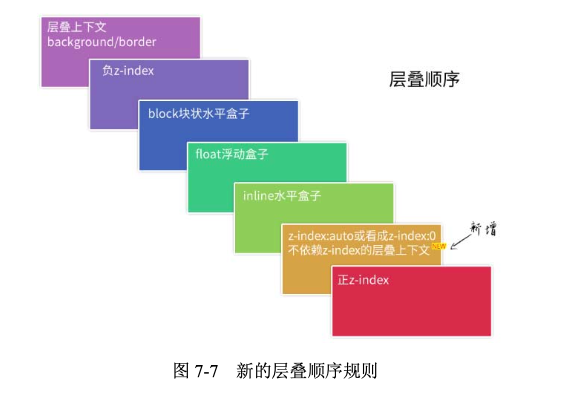 层叠上下文
background/border
负z-index
层叠顺序
block块状水平盒子
float浮动盒子
inline水平盒子
z-index:auto或看成z-index:0
不依赖z-index的层叠上下文
NEW
新增
正z-index
图 7-7 新的层叠顺序规则